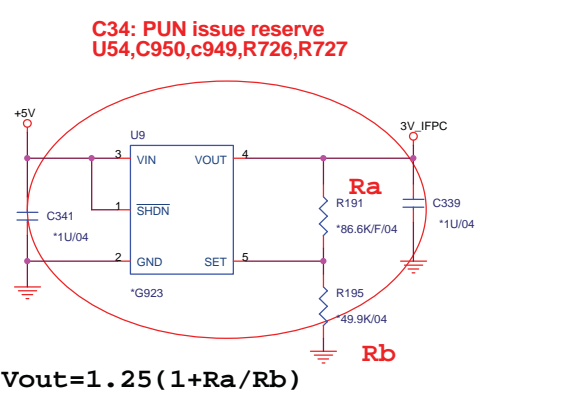 C34: PUN issue reserve
U54,C950,c949,R726,R727
+5V
3V_IFPC
U9
3 VIN VOUT 4
Ra
R191
C339
1 SHDN
C341
*1U/04
*86.6K/F/04
*1U/04
2 GND SET 5
*G923
R195
*49.9K/04
Rb
Vout=1.25(1+Ra/Rb)